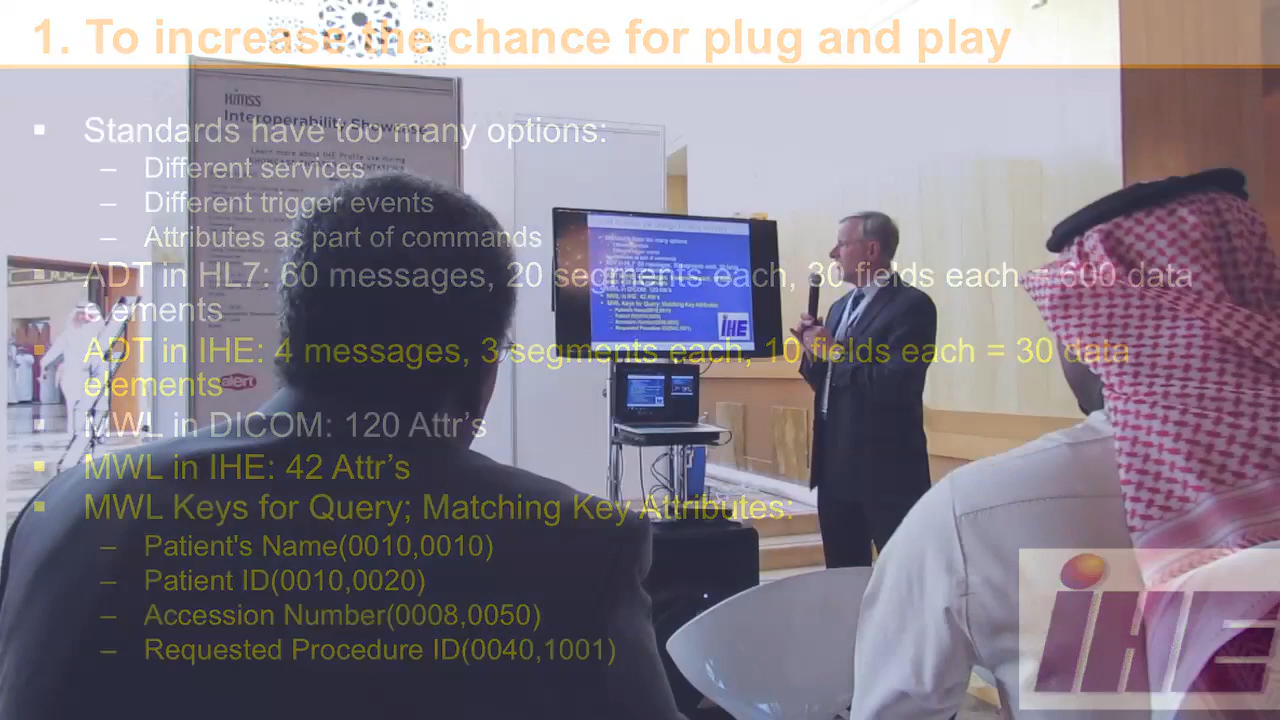 1. To increase the chance for plug and play
HiMSS
Interoperability Showcase
▪ Standards have too many options:
– Different services
– Different trigger events
– Attributes as part of commands
▪ ADT in HL7: 60 messages, 20 segments each, 30 fields each, = 600 data
elements
▪ ADT in IHE: 4 messages, 3 segments each, 10 fields each = 30 data
elements
▪ MWL in DICOM: 120 Attr’s
▪ MWL in IHE: 42 Attr’s
▪ MWL Keys for Query; Matching Key Attributes:
– Patient's Name(0010,0010)
– Patient ID(0010,0020)
– Accession Number(0008,0050)
– Requested Procedure ID(0040,1001)
alert
IHE
IHE